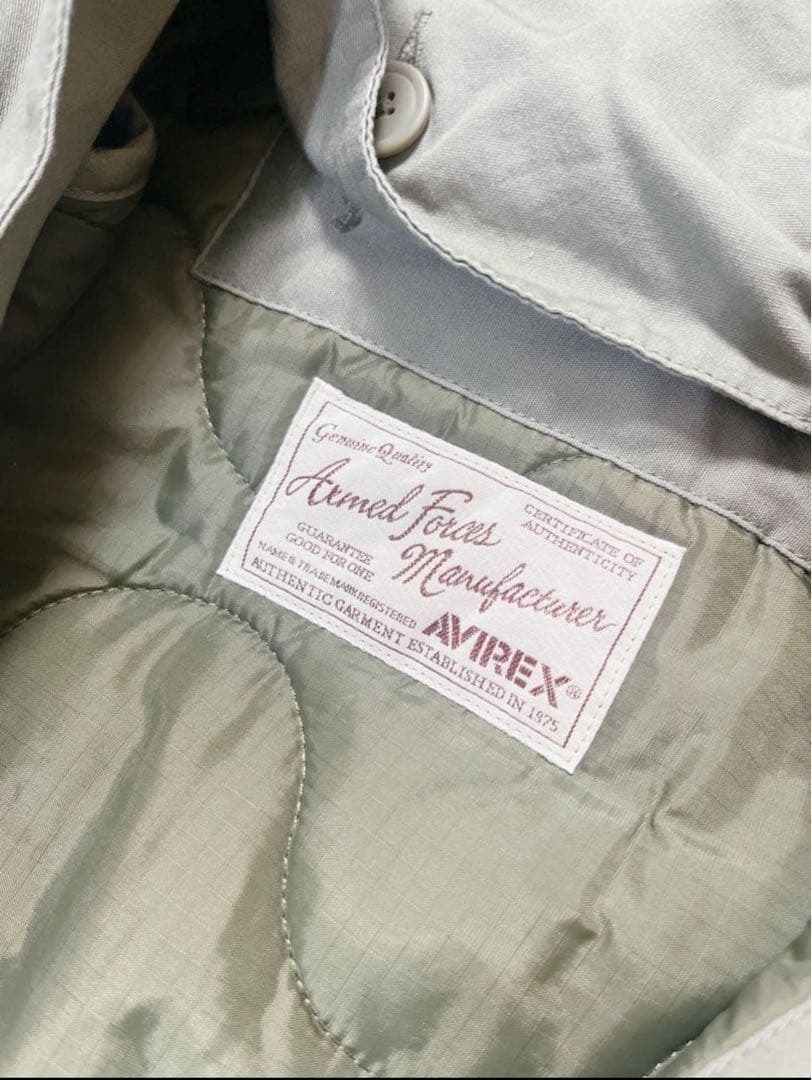 Genuine Quality
Armed Forces
CERTIFICATE OF
AUTHENTICITY
GUARANTEE
GOOD FOR ONE
Manufacturer
NAME & TRADEMARK REGISTERED
AVIREX®
AUTHENTIC GARMENT ESTABLISHED IN 1975